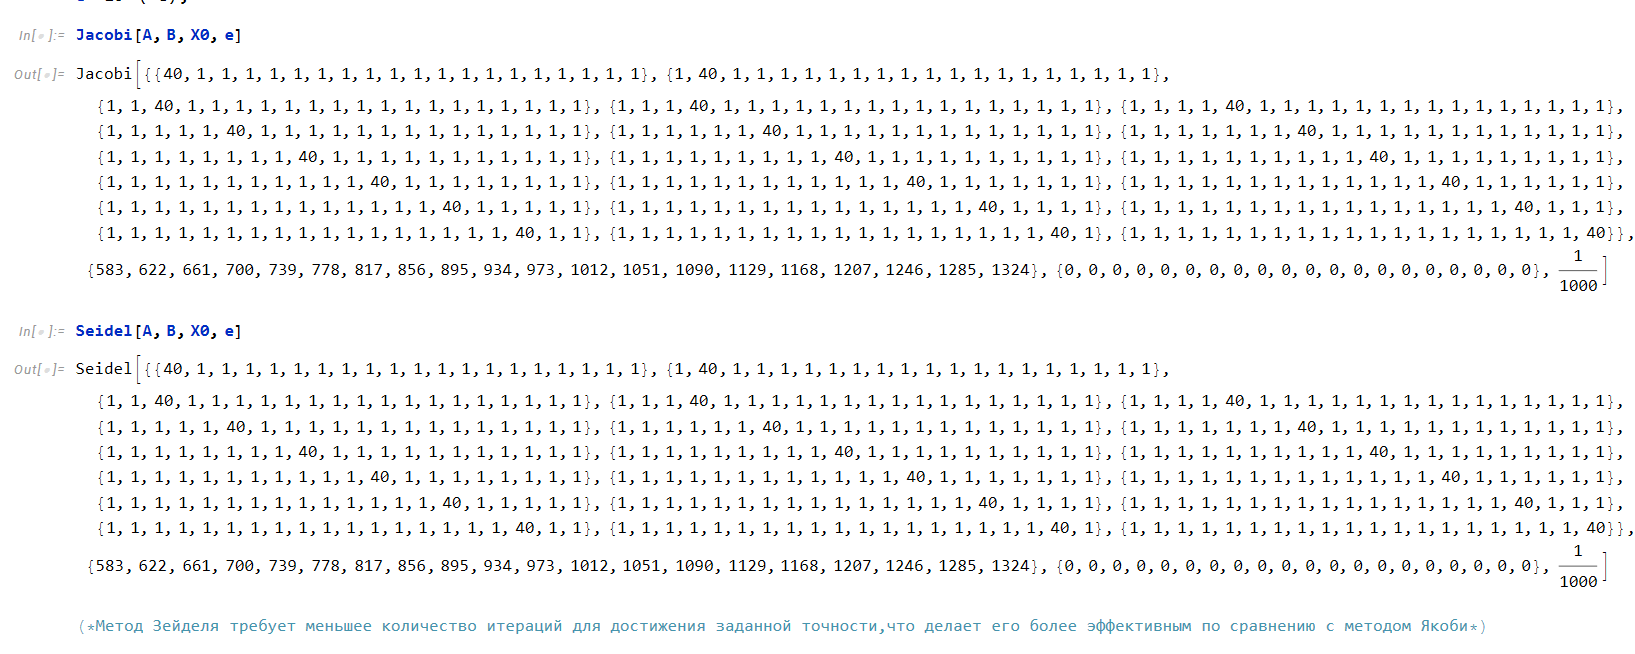 In[∘]:= Jacobi[A, B, X0, e]
Out[∘]= Jacobi[{{40, 1, 1, 1, 1, 1, 1, 1, 1, 1, 1, 1, 1, 1, 1, 1, 1, 1, 1, 1}, {1, 40, 1, 1, 1, 1, 1, 1, 1, 1, 1, 1, 1, 1, 1, 1, 1, 1, 1, 1},
{1, 1, 40, 1, 1, 1, 1, 1, 1, 1, 1, 1, 1, 1, 1, 1, 1, 1, 1, 1}, {1, 1, 1, 40, 1, 1, 1, 1, 1, 1, 1, 1, 1, 1, 1, 1, 1, 1, 1, 1}, {1, 1, 1, 1, 40, 1, 1, 1, 1, 1, 1, 1, 1, 1, 1, 1, 1, 1, 1, 1},
{1, 1, 1, 1, 1, 40, 1, 1, 1, 1, 1, 1, 1, 1, 1, 1, 1, 1, 1, 1}, {1, 1, 1, 1, 1, 1, 40, 1, 1, 1, 1, 1, 1, 1, 1, 1, 1, 1, 1, 1}, {1, 1, 1, 1, 1, 1, 1, 40, 1, 1, 1, 1, 1, 1, 1, 1, 1, 1, 1, 1},
{1, 1, 1, 1, 1, 1, 1, 1, 40, 1, 1, 1, 1, 1, 1, 1, 1, 1, 1, 1}, {1, 1, 1, 1, 1, 1, 1, 1, 1, 40, 1, 1, 1, 1, 1, 1, 1, 1, 1, 1}, {1, 1, 1, 1, 1, 1, 1, 1, 1, 1, 40, 1, 1, 1, 1, 1, 1, 1, 1, 1},
{1, 1, 1, 1, 1, 1, 1, 1, 1, 1, 1, 40, 1, 1, 1, 1, 1, 1, 1, 1}, {1, 1, 1, 1, 1, 1, 1, 1, 1, 1, 1, 1, 40, 1, 1, 1, 1, 1, 1, 1}, {1, 1, 1, 1, 1, 1, 1, 1, 1, 1, 1, 1, 1, 40, 1, 1, 1, 1, 1, 1},
{1, 1, 1, 1, 1, 1, 1, 1, 1, 1, 1, 1, 1, 1, 40, 1, 1, 1, 1, 1}, {1, 1, 1, 1, 1, 1, 1, 1, 1, 1, 1, 1, 1, 1, 1, 40, 1, 1, 1, 1}, {1, 1, 1, 1, 1, 1, 1, 1, 1, 1, 1, 1, 1, 1, 1, 1, 40, 1, 1, 1},
{1, 1, 1, 1, 1, 1, 1, 1, 1, 1, 1, 1, 1, 1, 1, 1, 1, 40, 1, 1}, {1, 1, 1, 1, 1, 1, 1, 1, 1, 1, 1, 1, 1, 1, 1, 1, 1, 1, 40, 1}, {1, 1, 1, 1, 1, 1, 1, 1, 1, 1, 1, 1, 1, 1, 1, 1, 1, 1, 1, 40}},
{583, 622, 661, 700, 739, 778, 817, 856, 895, 934, 973, 1012, 1051, 1090, 1129, 1168, 1207, 1246, 1285, 1324}, {0, 0, 0, 0, 0, 0, 0, 0, 0, 0, 0, 0, 0, 0, 0, 0, 0, 0, 0, 0}, 1/1000]
In[∘]:= Seidel[A, B, X0, e]
Out[∘]= Seidel[{{40, 1, 1, 1, 1, 1, 1, 1, 1, 1, 1, 1, 1, 1, 1, 1, 1, 1, 1, 1}, {1, 40, 1, 1, 1, 1, 1, 1, 1, 1, 1, 1, 1, 1, 1, 1, 1, 1, 1, 1},
{1, 1, 40, 1, 1, 1, 1, 1, 1, 1, 1, 1, 1, 1, 1, 1, 1, 1, 1, 1}, {1, 1, 1, 40, 1, 1, 1, 1, 1, 1, 1, 1, 1, 1, 1, 1, 1, 1, 1, 1}, {1, 1, 1, 1, 40, 1, 1, 1, 1, 1, 1, 1, 1, 1, 1, 1, 1, 1, 1, 1},
{1, 1, 1, 1, 1, 40, 1, 1, 1, 1, 1, 1, 1, 1, 1, 1, 1, 1, 1, 1}, {1, 1, 1, 1, 1, 1, 40, 1, 1, 1, 1, 1, 1, 1, 1, 1, 1, 1, 1, 1}, {1, 1, 1, 1, 1, 1, 1, 40, 1, 1, 1, 1, 1, 1, 1, 1, 1, 1, 1, 1},
{1, 1, 1, 1, 1, 1, 1, 1, 40, 1, 1, 1, 1, 1, 1, 1, 1, 1, 1, 1}, {1, 1, 1, 1, 1, 1, 1, 1, 1, 40, 1, 1, 1, 1, 1, 1, 1, 1, 1, 1}, {1, 1, 1, 1, 1, 1, 1, 1, 1, 1, 40, 1, 1, 1, 1, 1, 1, 1, 1, 1},
{1, 1, 1, 1, 1, 1, 1, 1, 1, 1, 1, 40, 1, 1, 1, 1, 1, 1, 1, 1}, {1, 1, 1, 1, 1, 1, 1, 1, 1, 1, 1, 1, 40, 1, 1, 1, 1, 1, 1, 1}, {1, 1, 1, 1, 1, 1, 1, 1, 1, 1, 1, 1, 1, 40, 1, 1, 1, 1, 1, 1},
{1, 1, 1, 1, 1, 1, 1, 1, 1, 1, 1, 1, 1, 1, 40, 1, 1, 1, 1, 1}, {1, 1, 1, 1, 1, 1, 1, 1, 1, 1, 1, 1, 1, 1, 1, 40, 1, 1, 1, 1}, {1, 1, 1, 1, 1, 1, 1, 1, 1, 1, 1, 1, 1, 1, 1, 1, 40, 1, 1, 1},
{1, 1, 1, 1, 1, 1, 1, 1, 1, 1, 1, 1, 1, 1, 1, 1, 1, 40, 1, 1}, {1, 1, 1, 1, 1, 1, 1, 1, 1, 1, 1, 1, 1, 1, 1, 1, 1, 1, 40, 1}, {1, 1, 1, 1, 1, 1, 1, 1, 1, 1, 1, 1, 1, 1, 1, 1, 1, 1, 1, 40}},
{583, 622, 661, 700, 739, 778, 817, 856, 895, 934, 973, 1012, 1051, 1090, 1129, 1168, 1207, 1246, 1285, 1324}, {0, 0, 0, 0, 0, 0, 0, 0, 0, 0, 0, 0, 0, 0, 0, 0, 0, 0, 0, 0}, 1/1000]
(*Метод Зейделя требует меньшее количество итераций для достижения заданной точности,что делает его более эффективным по сравнению с методом Якоби*)